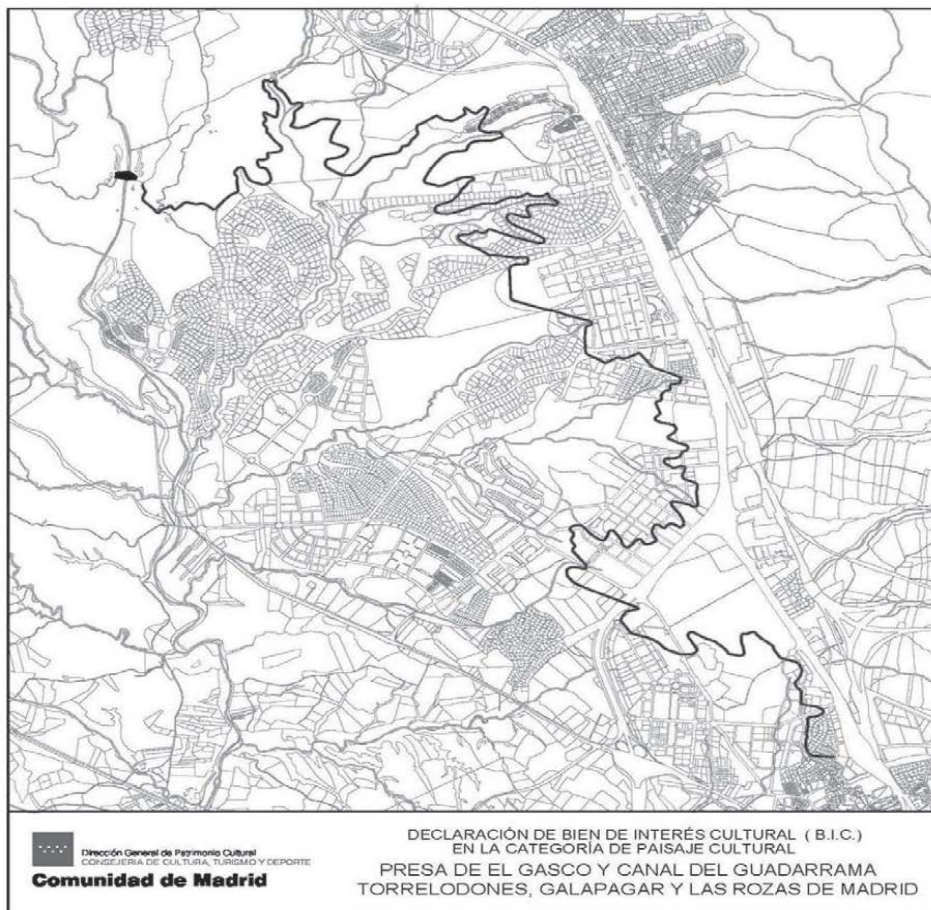 Dirección General de Patrimonio Cultural
CONSEJERIA DE CULTURA, TURISMO Y DEPORTE
Comunidad de Madrid
DECLARACIÓN DE BIEN DE INTERÉS CULTURAL ( B.I.C.)
EN LA CATEGORÍA DE PAISAJE CULTURAL
PRESA DE EL GASCO Y CANAL DEL GUADARRAMA
TORRELODONES, GALAPAGAR Y LAS ROZAS DE MADRID